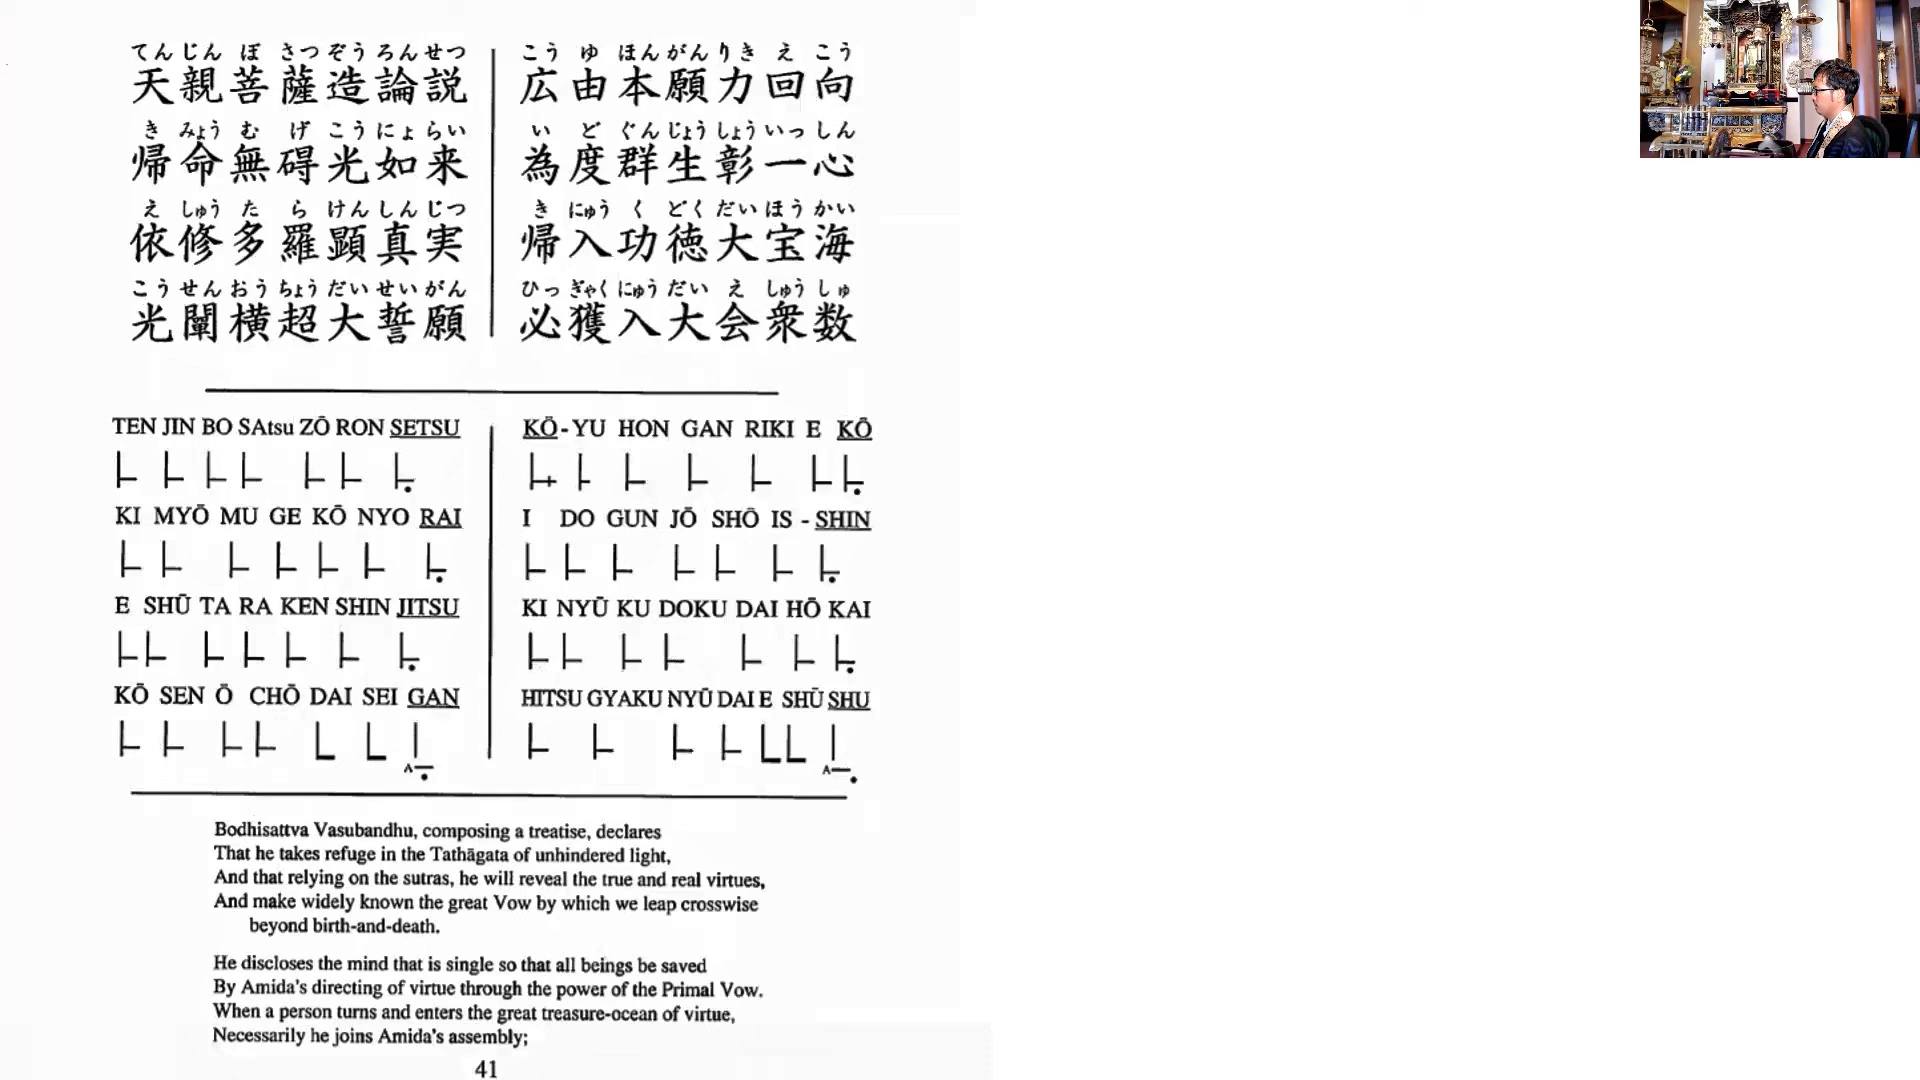 てんじんぼさつぞうろんせつ
天親菩薩造論説
きみょうむげこうにょらい
帰命無碍光如来
えしゅうたらけんしんじつ
依修多羅顕真実
こうせんおうちょうだいせいがん
光闡横超大誓願
こうゆほんがんりきえこう
広由本願力回向
いどぐんじょうしょういっしん
為度群生彰一心
きにゅうくどくだいほうかい
帰入功徳大宝海
ひっぎゃくにゅうだいえしゅうしゅ
必獲入大会衆数
TEN JIN BO SAtsu ZŌ RON SETSU
KI MYŌ MU GE KŌ NYO RAI
E SHŪ TA RA KEN SHIN JITSU
KŌ SEN Ō CHŌ DAI SEI GAN
A
KŌ-YU HON GAN RIKI E KŌ
I DO GUN JŌ SHŌ IS - SHIN
KI NYŪ KU DOKU DAI HŌ KAI
HITSU GYAKU NYŪ DAI E SHŪ SHU
A
Bodhisattva Vasubandhu, composing a treatise, declares
That he takes refuge in the Tathāgata of unhindered light,
And that relying on the sutras, he will reveal the true and real virtues,
And make widely known the great Vow by which we leap crosswise
beyond birth-and-death.
He discloses the mind that is single so that all beings be saved
By Amida's directing of virtue through the power of the Primal Vow.
When a person turns and enters the great treasure-ocean of virtue,
Necessarily he joins Amida's assembly;
41